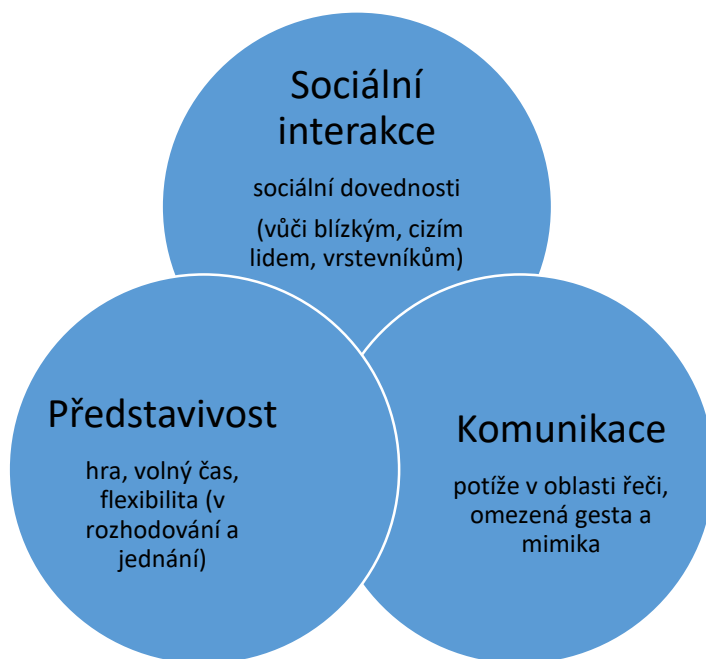 Sociální
interakce
sociální dovednosti
(vůči blízkým, cizím
lidem, vrstevníkům)
Představivost
hra, volný čas,
flexibilita (v
rozhodování a
jednání)
Komunikace
potíže v oblasti řeči,
omezená gesta a
mimika